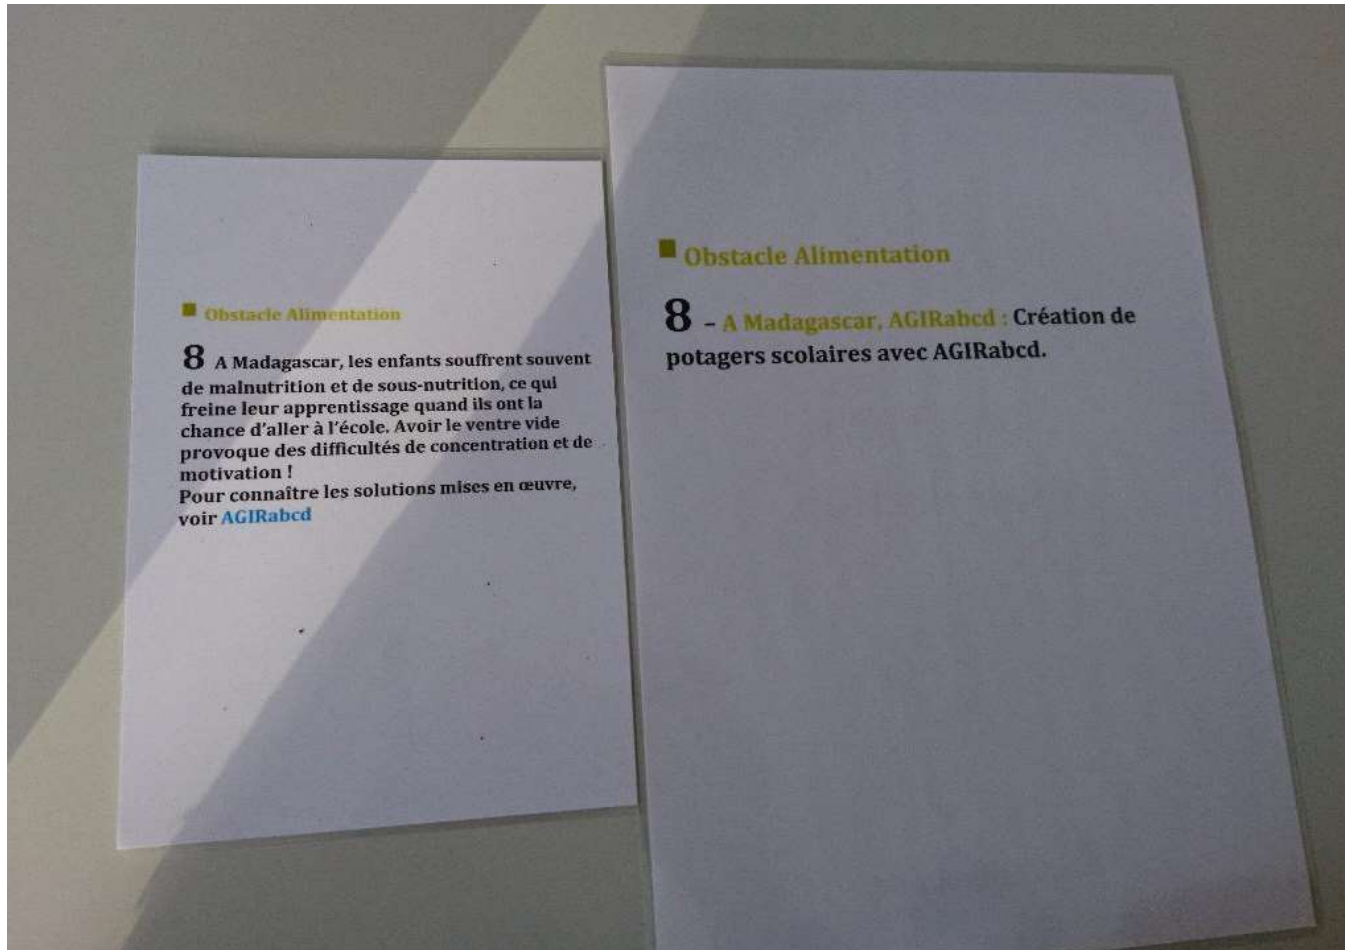 ■ Obstacle Alimentation
8 A Madagascar, les enfants souffrent souvent
de malnutrition et de sous-nutrition, ce qui
freine leur apprentissage quand ils ont la
chance d'aller à l'école. Avoir le ventre vide
provoque des difficultés de concentration et de
motivation !
Pour connaître les solutions mises en œuvre,
voir AGIRabcd
■ Obstacle Alimentation
8 – A Madagascar, AGIRabcd : Création de
potagers scolaires avec AGIRabcd.